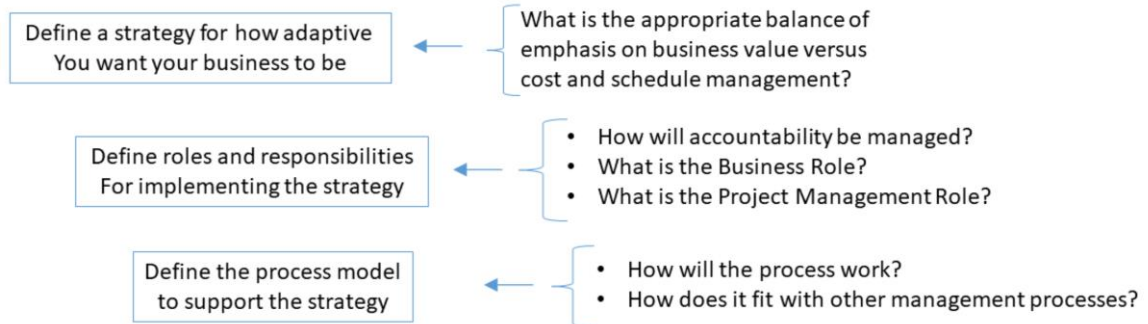 Define a strategy for how adaptive
You want your business to be
What is the appropriate balance of
emphasis on business value versus
cost and schedule management?
Define roles and responsibilities
For implementing the strategy
• How will accountability be managed?
• What is the Business Role?
• What is the Project Management Role?
Define the process model
to support the strategy
• How will the process work?
• How does it fit with other management processes?